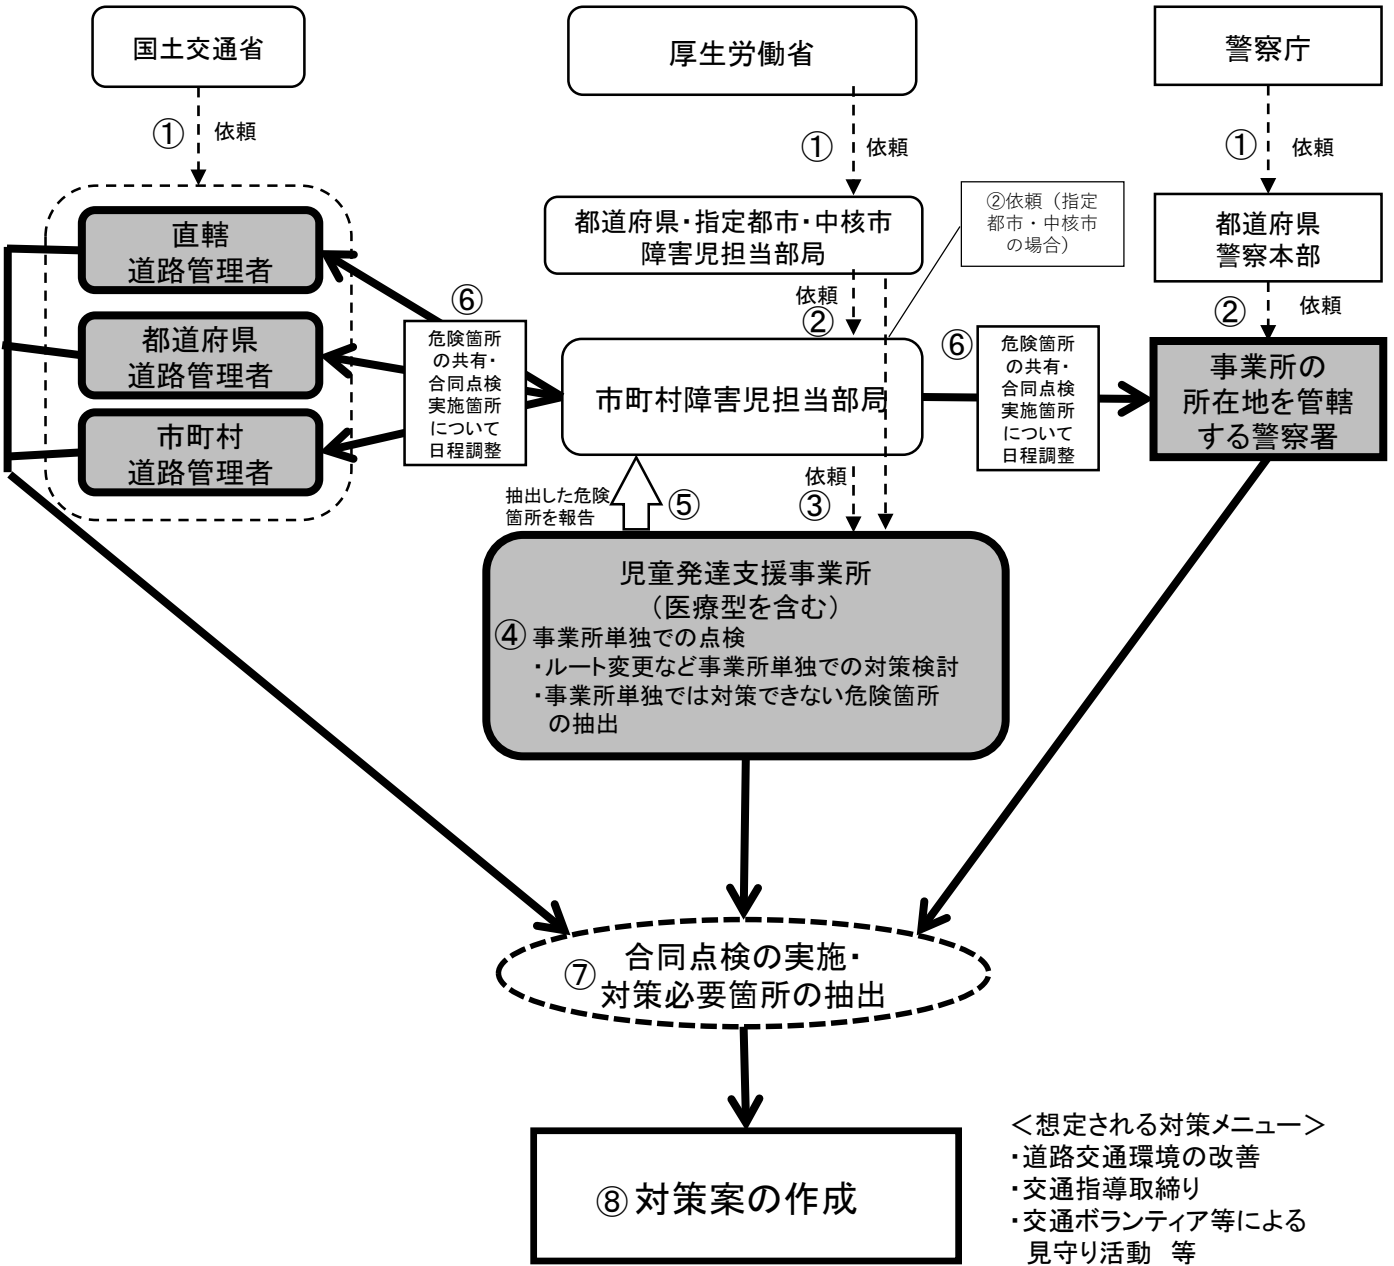 国土交通省
厚生労働省
警察庁
① 依頼
① 依頼
① 依頼
直轄
道路管理者
都道府県
道路管理者
市町村
道路管理者
都道府県・指定都市・中核市
障害児担当部局
②依頼（指定
都市・中核市
の場合）
都道府県
警察本部
依頼
②
② 依頼
⑥
危険箇所
の共有・
合同点検
実施箇所
について
日程調整
市町村障害児担当部局
⑥
危険箇所
の共有・
合同点検
実施箇所
について
日程調整
事業所の
所在地を管轄
する警察署
抽出した危険
箇所を報告
⑤
依頼
③
児童発達支援事業所
（医療型を含む）
④ 事業所単独での点検
・ルート変更など事業所単独での対策検討
・事業所単独では対策できない危険箇所
の抽出
⑦
合同点検の実施・
対策必要箇所の抽出
⑧ 対策案の作成
＜想定される対策メニュー＞
・道路交通環境の改善
・交通指導取締り
・交通ボランティア等による
見守り活動　等